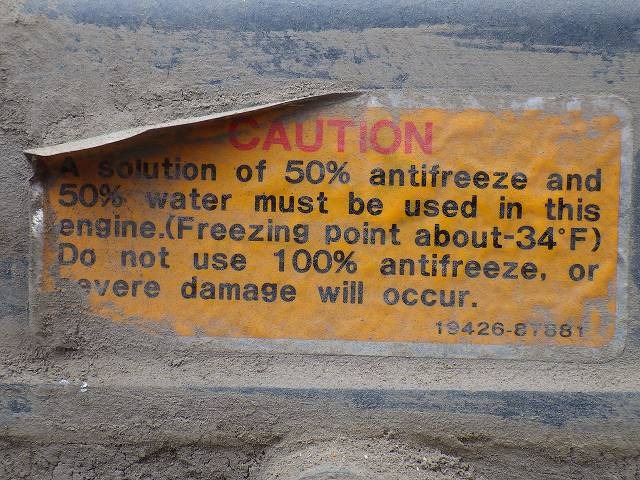 CAUTION
A solution of 50% antifreeze and
50% water must be used in this
engine.(Freezing point about-34°F)
Do not use 100% antifreeze, or
severe damage will occur.
19426-87881